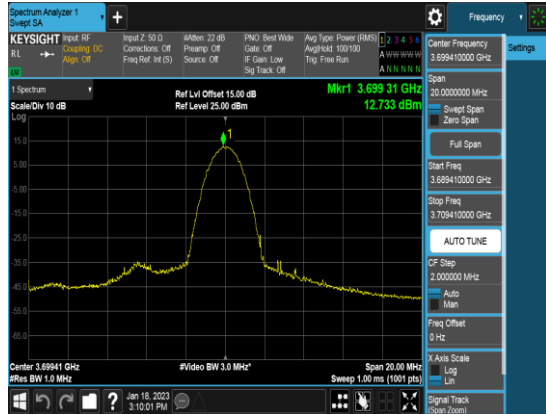 Spectrum Analyzer 1
Swept SA
+
Frequency
KEYSIGHT
RL
Input: RF
Coupling: DC
Align: Off
Input Z: 50 Ω
Corrections: Off
Freq Ref: Int (S)
#Atten: 22 dB
Preamp: Off
Source: Off
PNO: Best Wide
Gate: Off
IF Gain: Low
Sig Track: Off
Avg Type: Power (RMS)
Avg|Hold: 100/100
Trig: Free Run
1 2 3 4 5 6
A W W W W W
A N N N N N
1 Spectrum
Scale/Div 10 dB
Log
Ref Lvl Offset 15.00 dB
Ref Level 25.00 dBm
Mkr1 3.699 31 GHz
12.733 dBm
1
15.0
5.00
-5.00
-15.0
-25.0
-35.0
-45.0
-55.0
-65.0
Center 3.69941 GHz
#Res BW 1.0 MHz
#Video BW 3.0 MHz*
Span 20.00 MHz
Sweep 1.00 ms (1001 pts)
Jan 18, 2023
3:10:01 PM
?
Center Frequency
3.699410000 GHz
Settings
Span
20.0000000 MHz
Swept Span
Zero Span
Full Span
Start Freq
3.689410000 GHz
Stop Freq
3.709410000 GHz
AUTO TUNE
CF Step
2.000000 MHz
Auto
Man
Freq Offset
0 Hz
X Axis Scale
Log
Lin
Signal Track
(Span Zoom)